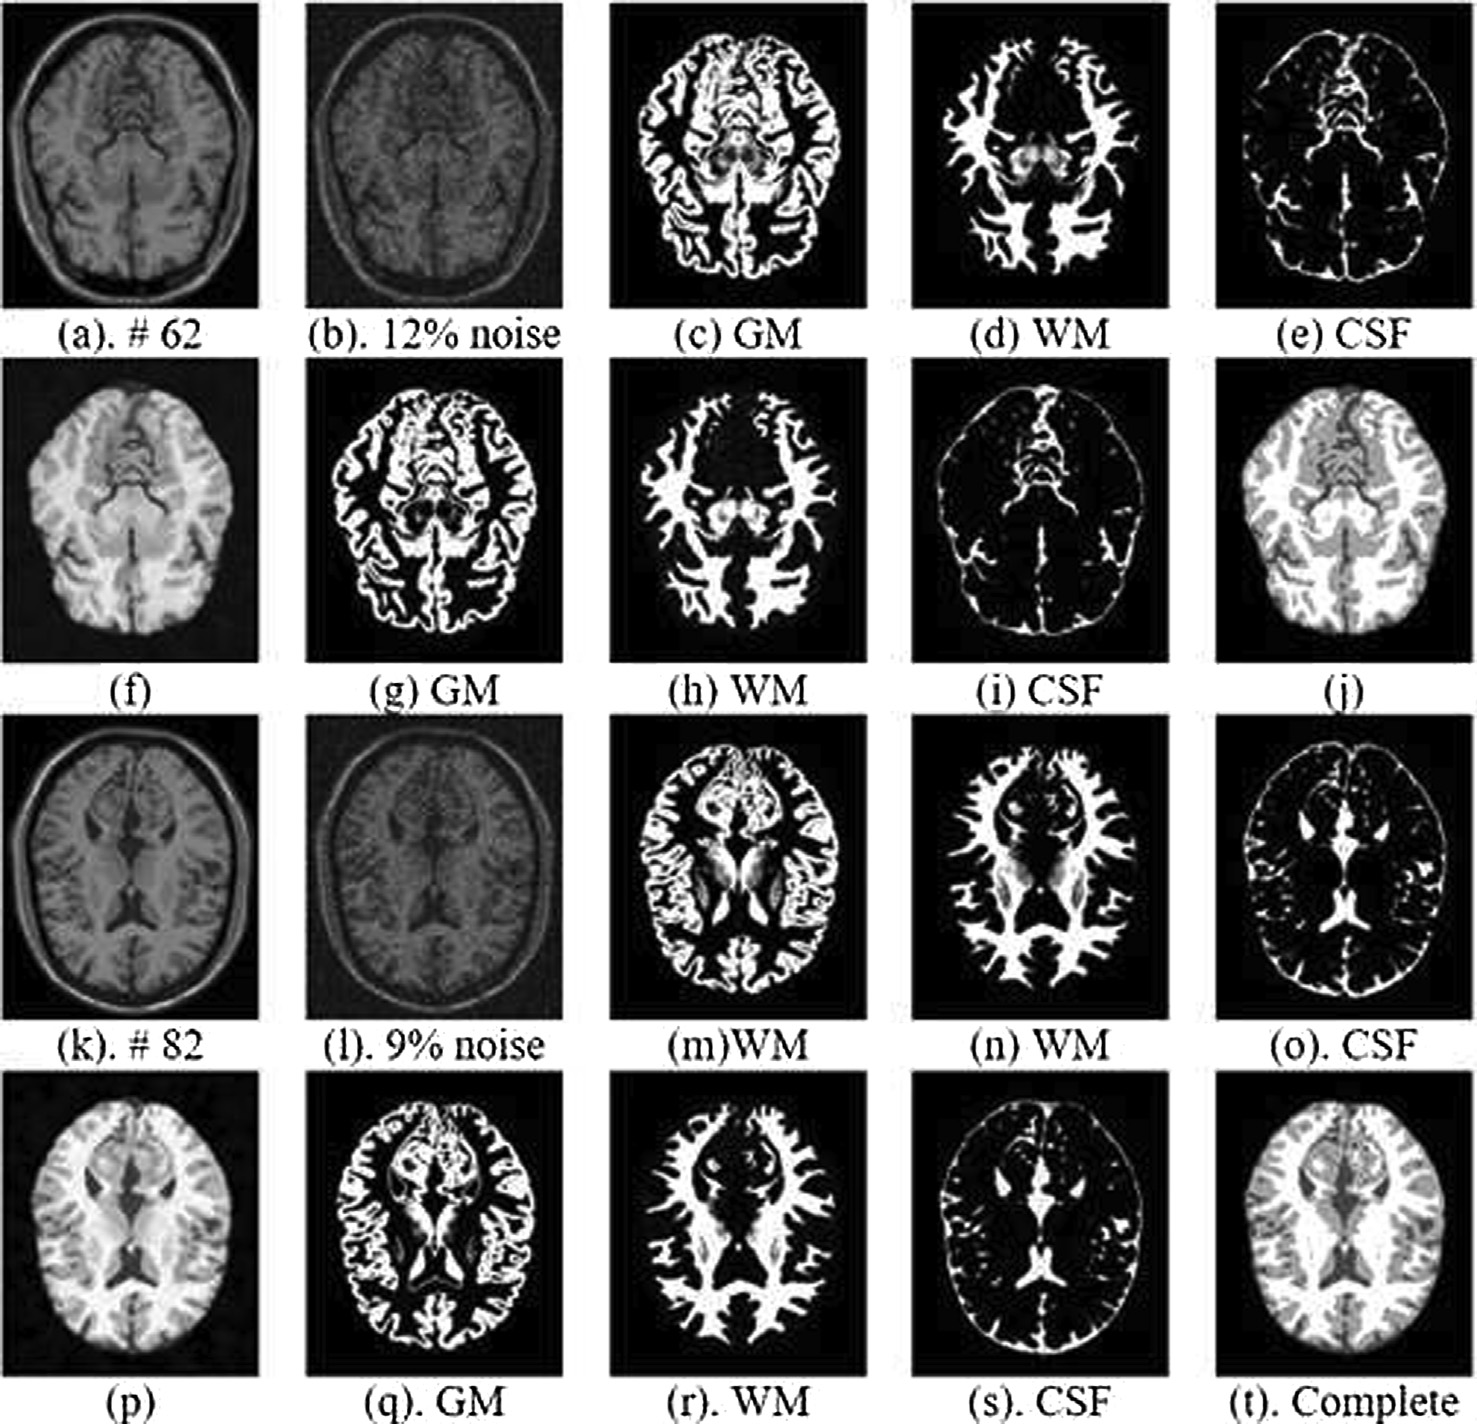 (a). # 62 (b). 12% noise (c) GM (d) WM (e) CSF
(f) (g) GM (h) WM (i) CSF (j)
(k). # 82 (l). 9% noise (m)WM (n) WM (o). CSF
(p) (q). GM (r). WM (s). CSF (t). Complete